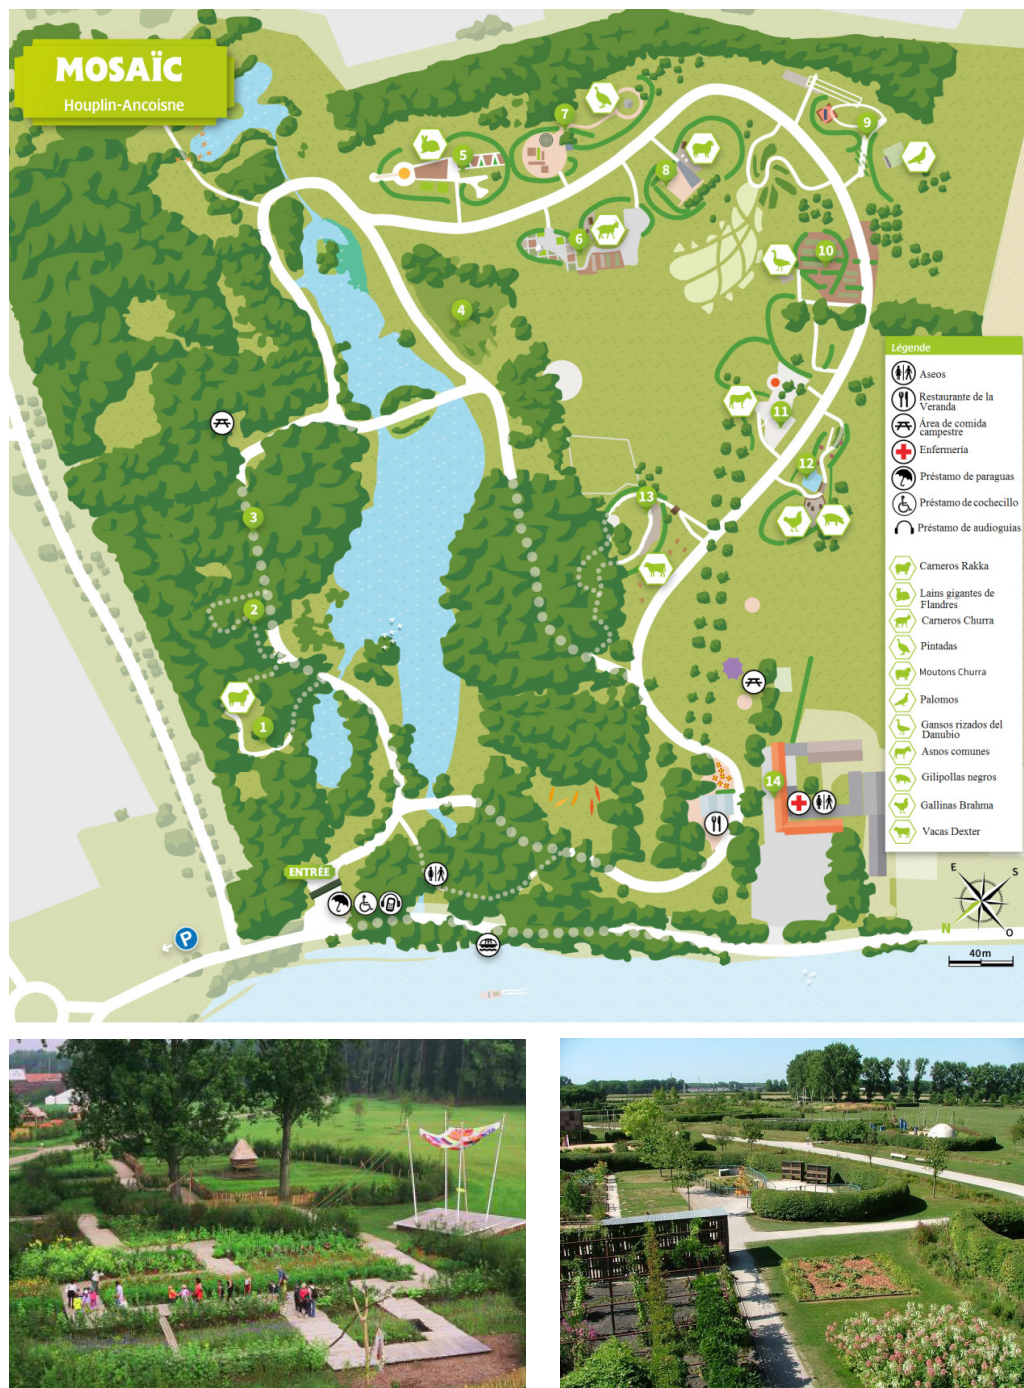 MOSAÏC
Houplin-Ancoisne
7
5
9
8
6
10
4
Légende
Aseos
Restaurante de la
Veranda
Área de comida
campestre
Enfermería
Préstamo de paraguas
Préstamo de cochecillo
Préstamo de audioguías
Carneros Rakka
Lains gigantes de
Flandres
Carneros Churra
Pintadas
Moutons Churra
Palomos
Gansos rizados del
Danubio
Asnos comunes
Gilipollas negros
Gallinas Brahma
Vacas Dexter
11
12
13
3
2
1
14
ENTRÉE
P
E
S
N
O
40m